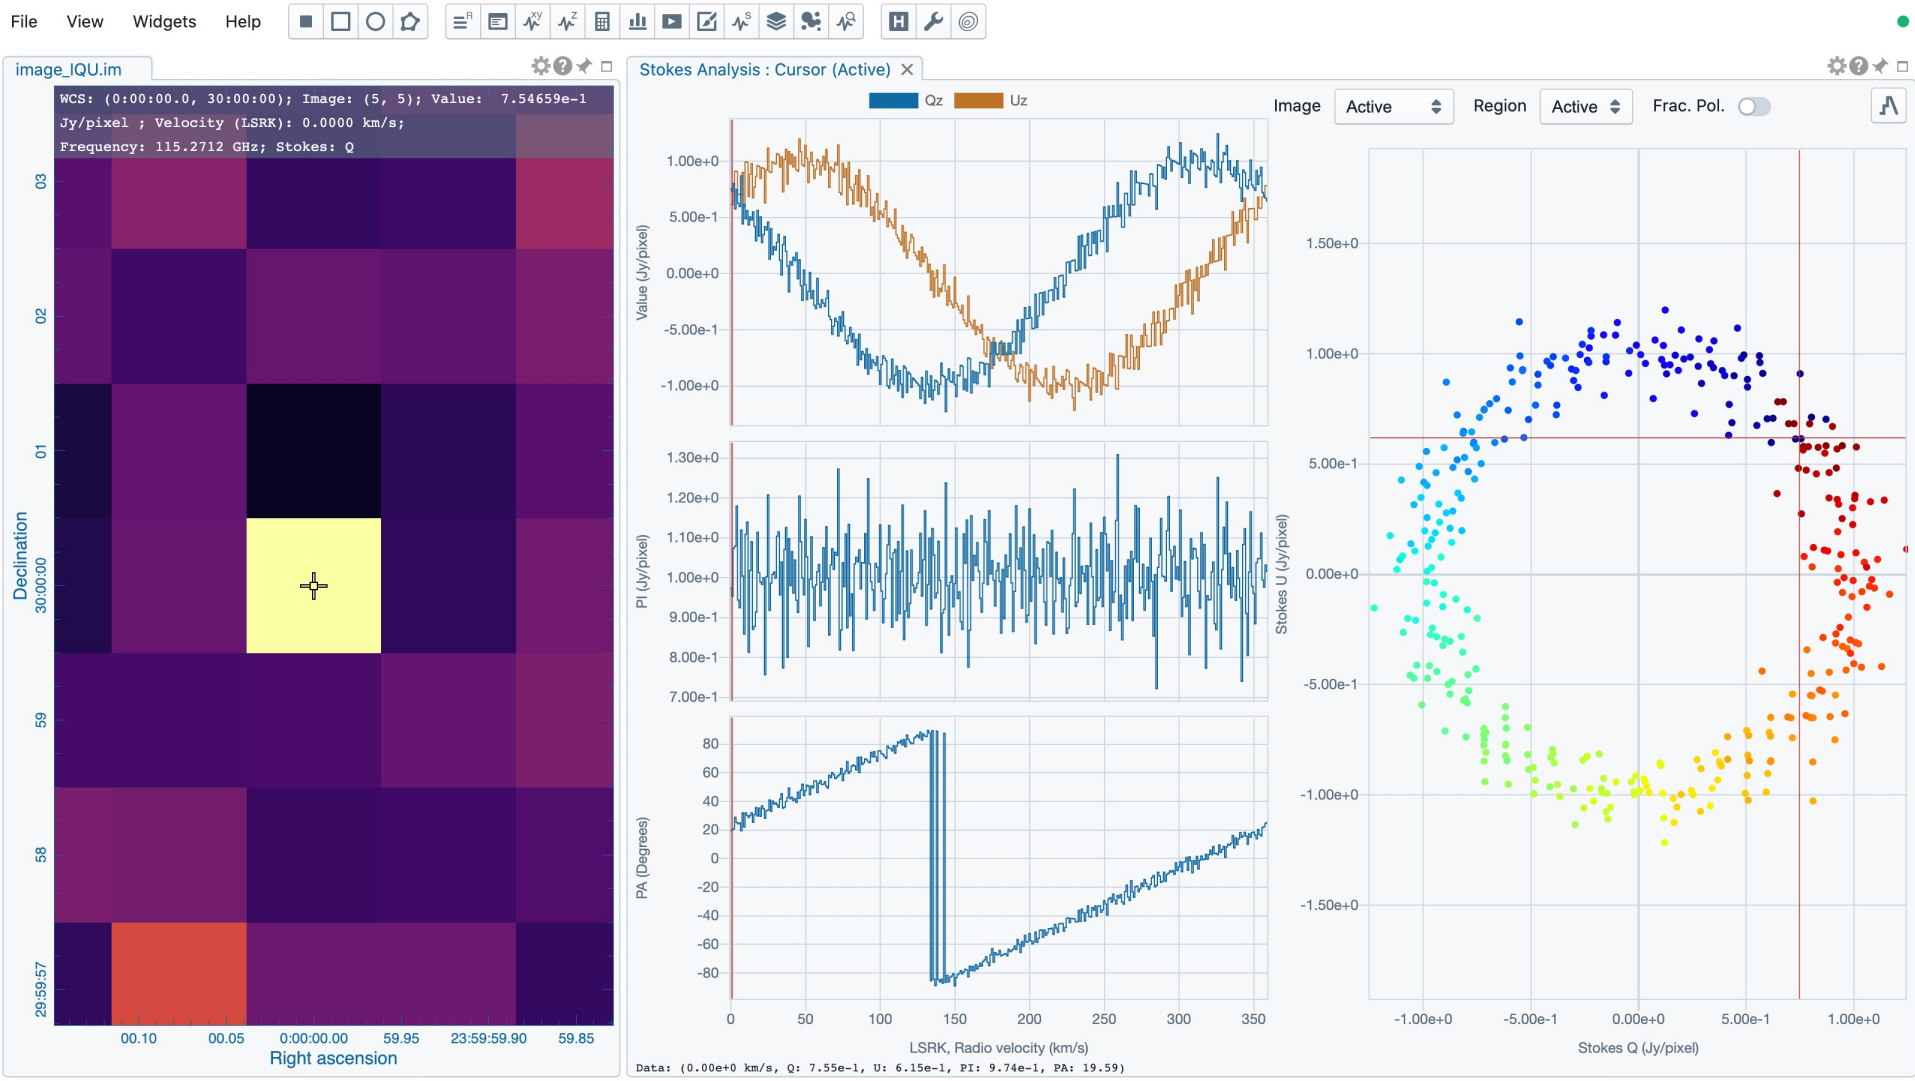 File View Widgets Help
R XY Z S H
image_IQU.im
WCS: (0:00:00.0, 30:00:00); Image: (5, 5); Value:  7.54659e-1
Jy/pixel ; Velocity (LSRK): 0.0000 km/s;
Frequency: 115.2712 GHz; Stokes: Q
03
02
01
30:00:00
59
58
29:59:57
Declination
00.10 00.05 0:00:00.00 59.95 23:59:59.90 59.85
Right ascension
Stokes Analysis : Cursor (Active)
Qz Uz
Image Active Region Active Frac. Pol.
1.00e+0
5.00e-1
0.00e+0
-5.00e-1
-1.00e+0
Value (Jy/pixel)
1.30e+0
1.20e+0
1.10e+0
1.00e+0
9.00e-1
8.00e-1
7.00e-1
PI (Jy/pixel)
80
60
40
20
0
-20
-40
-60
-80
PA (Degrees)
0 50 100 150 200 250 300 350
LSRK, Radio velocity (km/s)
Data: (0.00e+0 km/s, Q: 7.55e-1, U: 6.15e-1, PI: 9.74e-1, PA: 19.59)
1.50e+0
1.00e+0
5.00e-1
0.00e+0
-5.00e-1
-1.00e+0
-1.50e+0
Stokes U (Jy/pixel)
-1.00e+0 -5.00e-1 0.00e+0 5.00e-1 1.00e+0
Stokes Q (Jy/pixel)